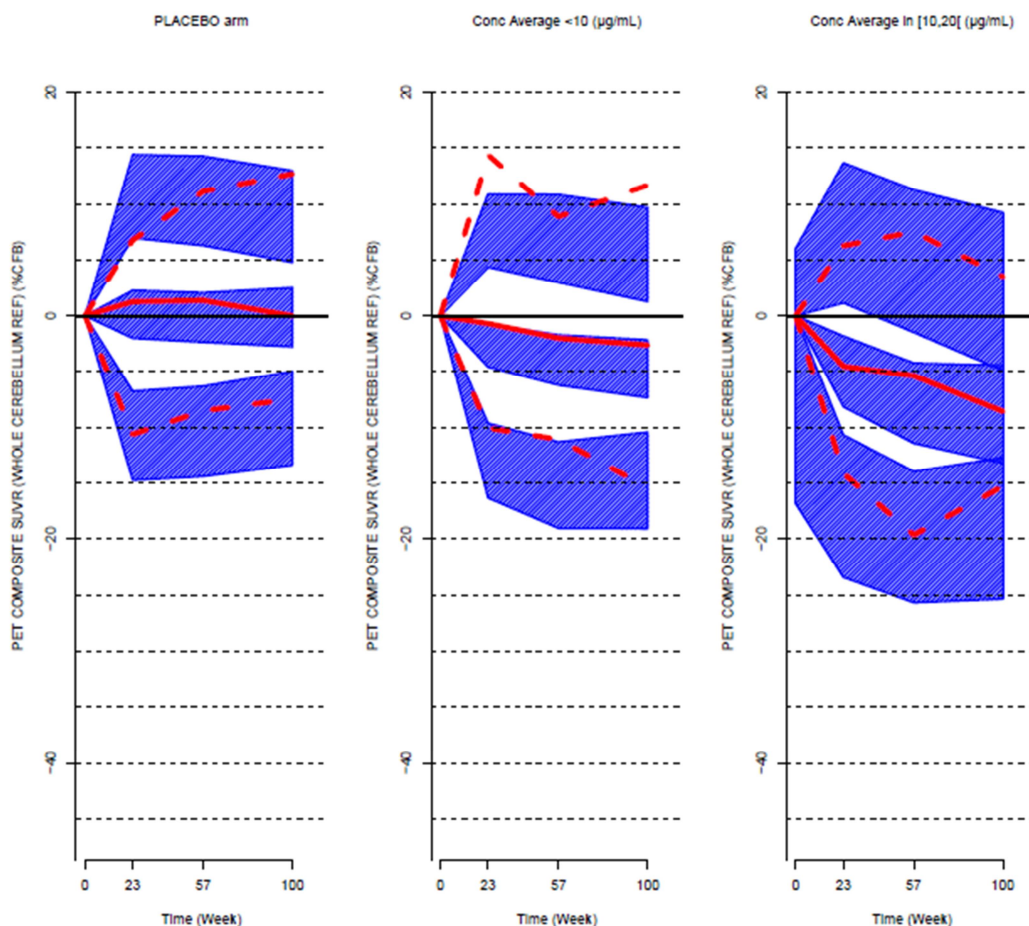 PLACEBO arm
Conc Average <10 (µg/mL)
Conc Average in [10,20[ (µg/mL)
PET COMPOSITE SUVR (WHOLE CEREBELLUM REF) (%CFB)
20
0
-20
-40
0 23 57 100
Time (Week)
PET COMPOSITE SUVR (WHOLE CEREBELLUM REF) (%CFB)
20
0
-20
-40
0 23 57 100
Time (Week)
PET COMPOSITE SUVR (WHOLE CEREBELLUM REF) (%CFB)
20
0
-20
-40
0 23 57 100
Time (Week)